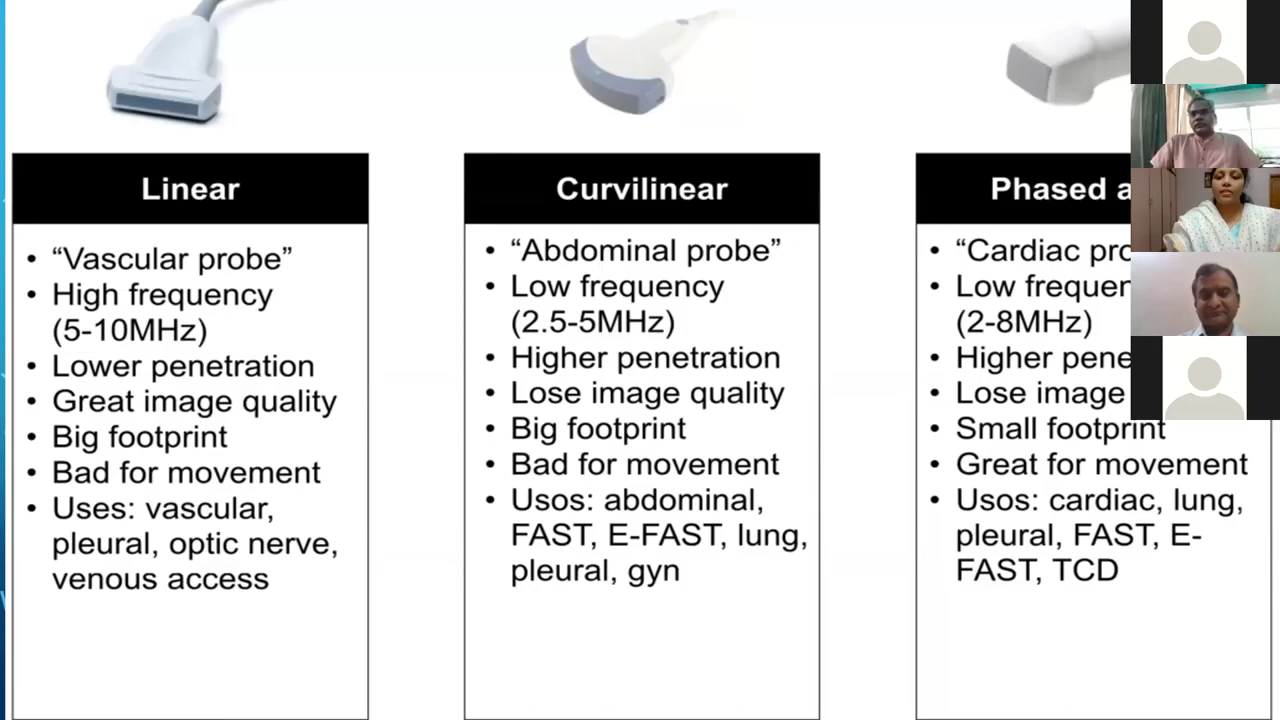 Linear
“Vascular probe”
High frequency
(5-10MHz)
Lower penetration
Great image quality
Big footprint
Bad for movement
Uses: vascular,
pleural, optic nerve,
venous access
Curvilinear
“Abdominal probe”
Low frequency
(2.5-5MHz)
Higher penetration
Lose image quality
Big footprint
Bad for movement
Usos: abdominal,
FAST, E-FAST, lung,
pleural, gyn
Phased
“Cardiac
Low
(2-8MHz)
Higher
Lose image
Small footprint
Great for movement
Usos: cardiac, lung,
pleural, FAST, E-
FAST, TCD